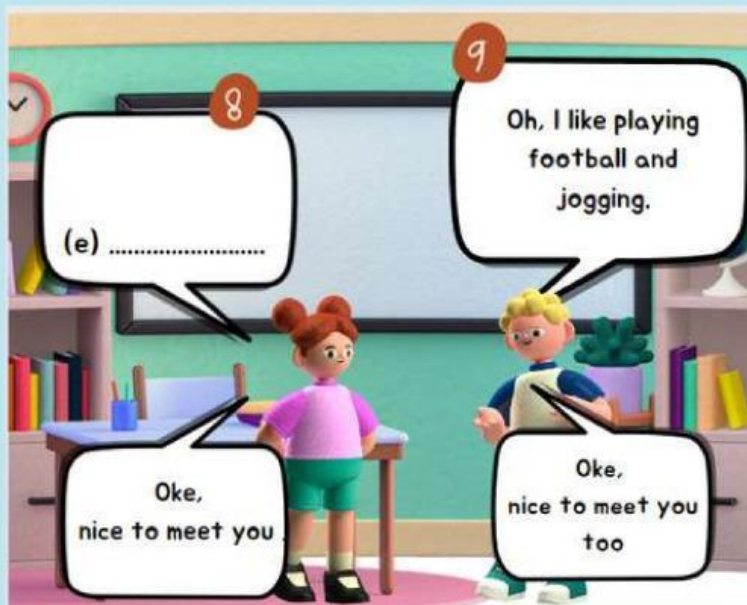 8
(e) ..........................
9
Oh, I like playing
football and
jogging.
Oke,
nice to meet you.
Oke,
nice to meet you
too